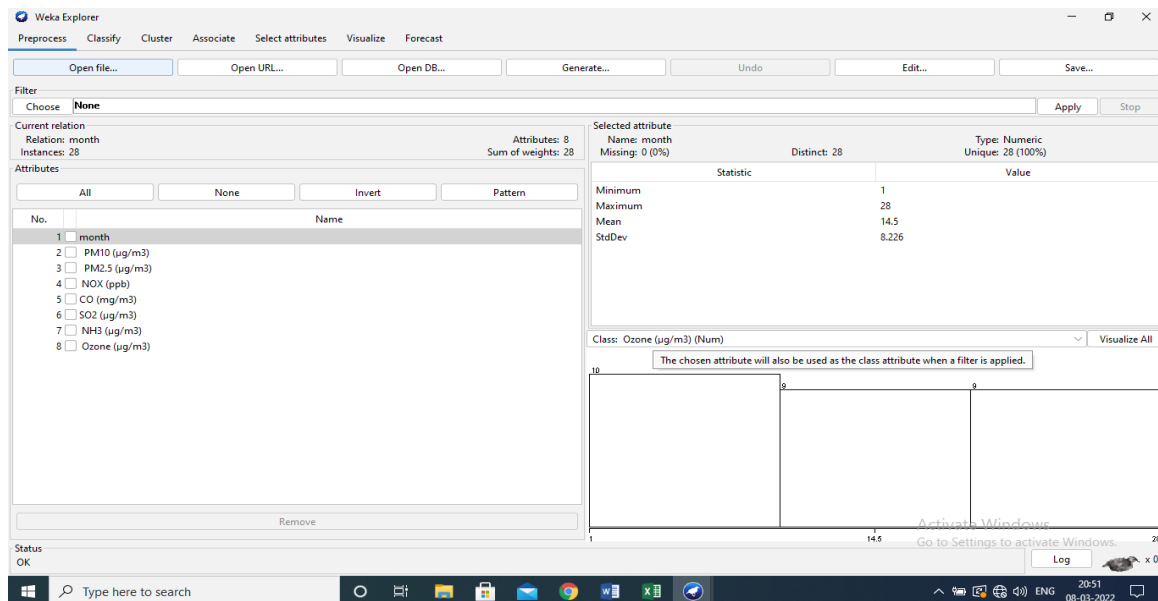 Weka Explorer
Preprocess Classify Cluster Associate Select attributes Visualize Forecast
Open file... Open URL... Open DB... Generate... Undo Edit... Save...
Filter
Choose None Apply Stop
Current relation
Relation: month Attributes: 8
Instances: 28 Sum of weights: 28
Attributes
All None Invert Pattern
No. Name
1 month
2 PM10 (µg/m3)
3 PM2.5 (µg/m3)
4 NOX (ppb)
5 CO (mg/m3)
6 SO2 (µg/m3)
7 NH3 (µg/m3)
8 Ozone (µg/m3)
Remove
Selected attribute
Name: month Type: Numeric
Missing: 0 (0%) Distinct: 28 Unique: 28 (100%)
Statistic Value
Minimum 1
Maximum 28
Mean 14.5
StdDev 8.226
Class: Ozone (µg/m3) (Num) Visualize All
The chosen attribute will also be used as the class attribute when a filter is applied.
10
9 9
1 14.5 28
Activate Windows
Go to Settings to activate Windows.
Status
OK Log x 0
Type here to search ENG 20:51
08-03-2022